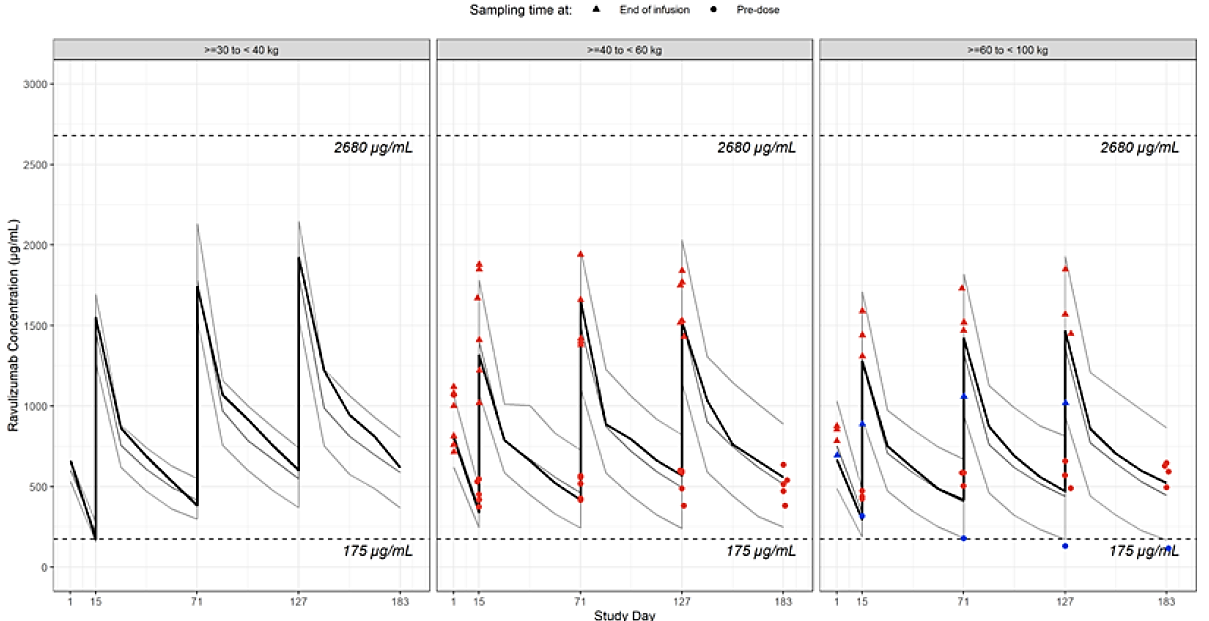 Sampling time at: End of infusion Pre-dose
>=30 to < 40 kg >=40 to < 60 kg >=60 to < 100 kg
3000
2680 µg/mL 2680 µg/mL 2680 µg/mL
2500
2000
1500
1000
500
175 µg/mL 175 µg/mL 175 µg/mL
0
Ravulizumab Concentration (µg/mL)
1 15 71 127 183 1 15 71 127 183 1 15 71 127 183
Study Day